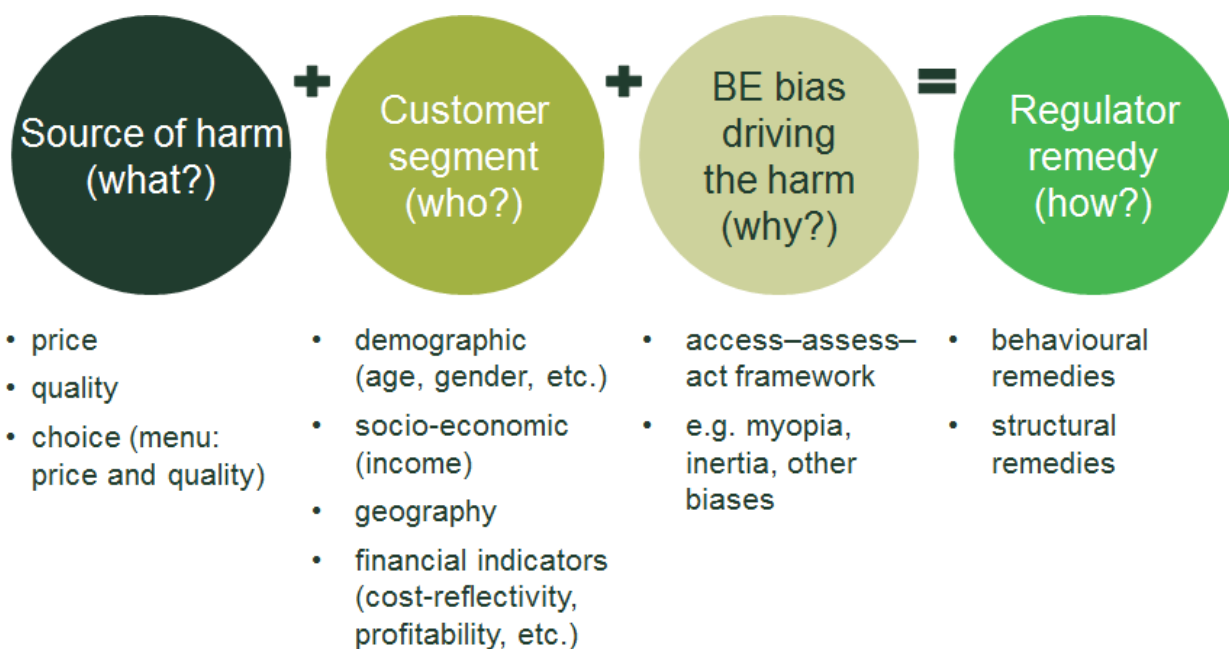 Source of harm
(what?)
+
Customer
segment
(who?)
+
BE bias
driving
the harm
(why?)
=
Regulator
remedy
(how?)
• price
• quality
• choice (menu:
price and quality)
• demographic
(age, gender, etc.)
• socio-economic
(income)
• geography
• financial indicators
(cost-reflectivity,
profitability, etc.)
• access–assess–
act framework
• e.g. myopia,
inertia, other
biases
• behavioural
remedies
• structural
remedies